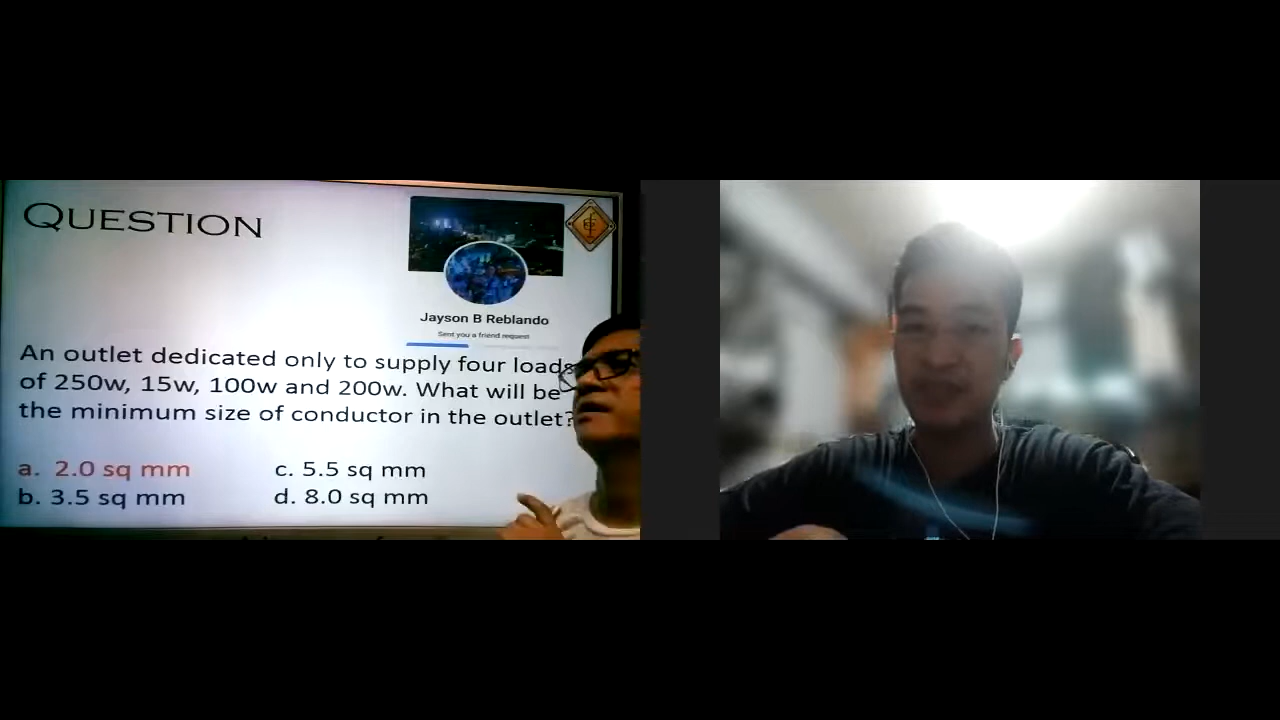 QUESTION
Jayson B Reblando
Sent you a friend request
An outlet dedicated only to supply four loads
of 250w, 15w, 100w and 200w. What will be
the minimum size of conductor in the outlet?
a. 2.0 sq mm
c. 5.5 sq mm
b. 3.5 sq mm
d. 8.0 sq mm